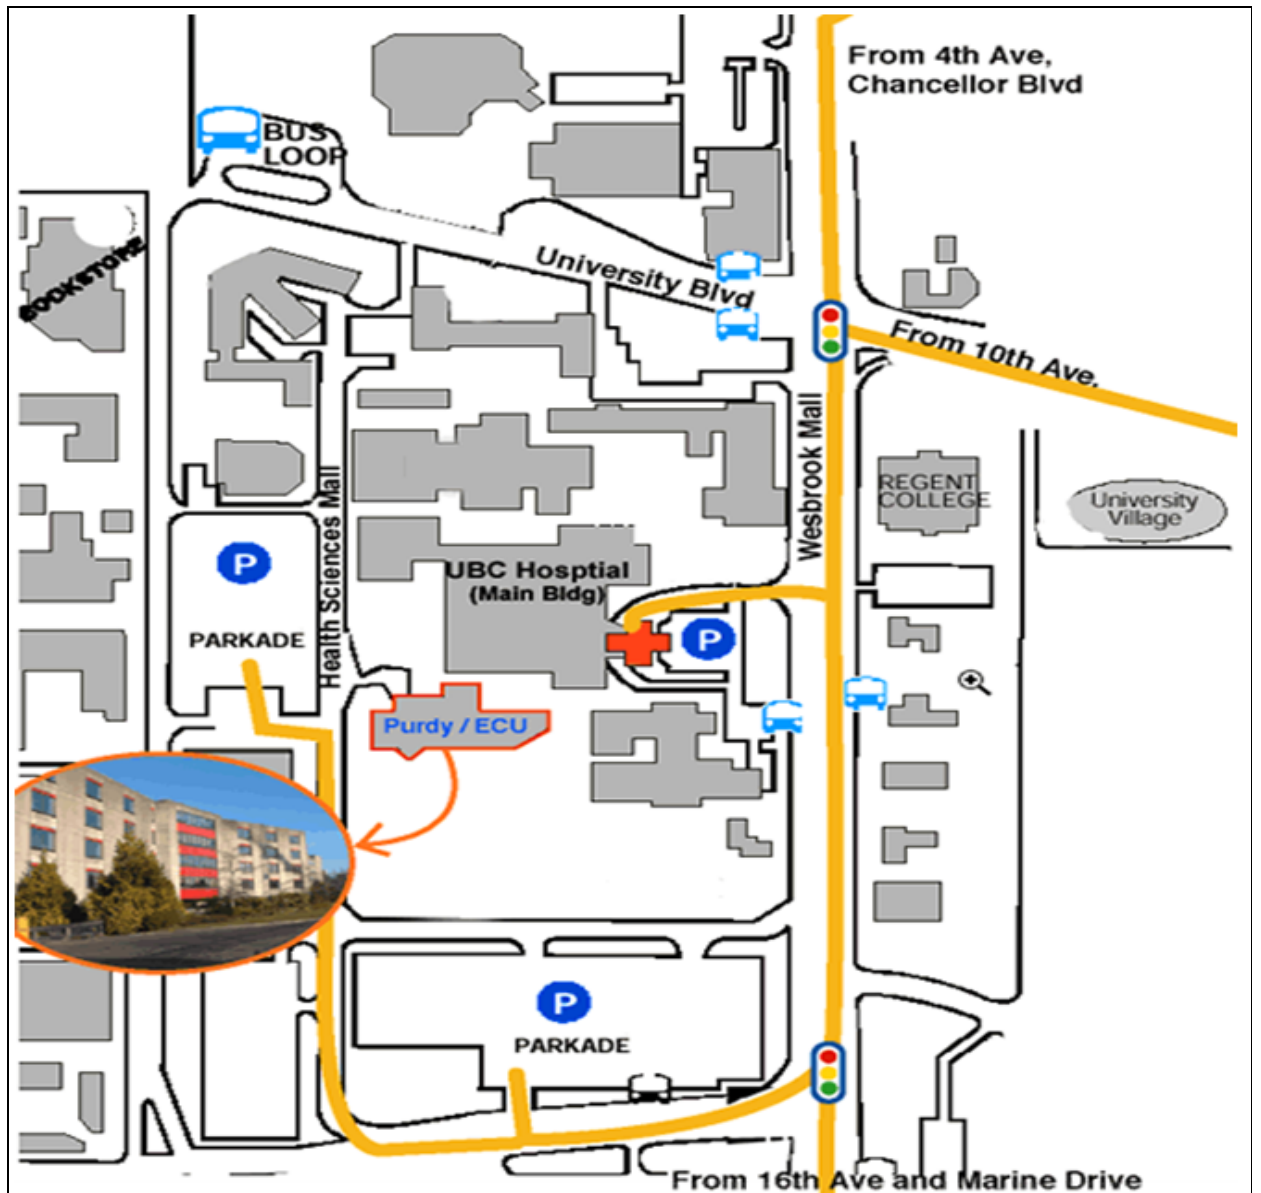 From 4th Ave,
Chancellor Blvd
BUS
LOOP
BOOKSTORE
University Blvd
From 10th Ave.
Wesbrook Mall
REGENT
COLLEGE
University
Village
Health Sciences Mall
P
UBC Hosptial
(Main Bldg)
P
PARKADE
Purdy / ECU
P
PARKADE
From 16th Ave and Marine Drive